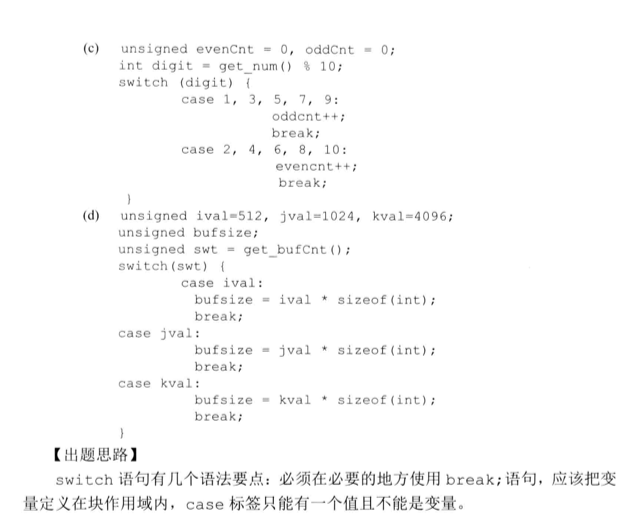 (c) unsigned evenCnt = 0, oddCnt = 0;
int digit = get_num() % 10;
switch (digit) {
case 1, 3, 5, 7, 9:
oddcnt++;
break;
case 2, 4, 6, 8, 10:
evencnt++;
break;
}
(d) unsigned ival=512, jval=1024, kval=4096;
unsigned bufsize;
unsigned swt = get_bufCnt();
switch(swt) {
case ival:
bufsize = ival * sizeof(int);
break;
case jval:
bufsize = jval * sizeof(int);
break;
case kval:
bufsize = kval * sizeof(int);
break;
}
【出题思路】
switch 语句有几个语法要点：必须在必要的地方使用 break;语句，应该把变
量定义在块作用域内，case 标签只能有一个值且不能是变量。